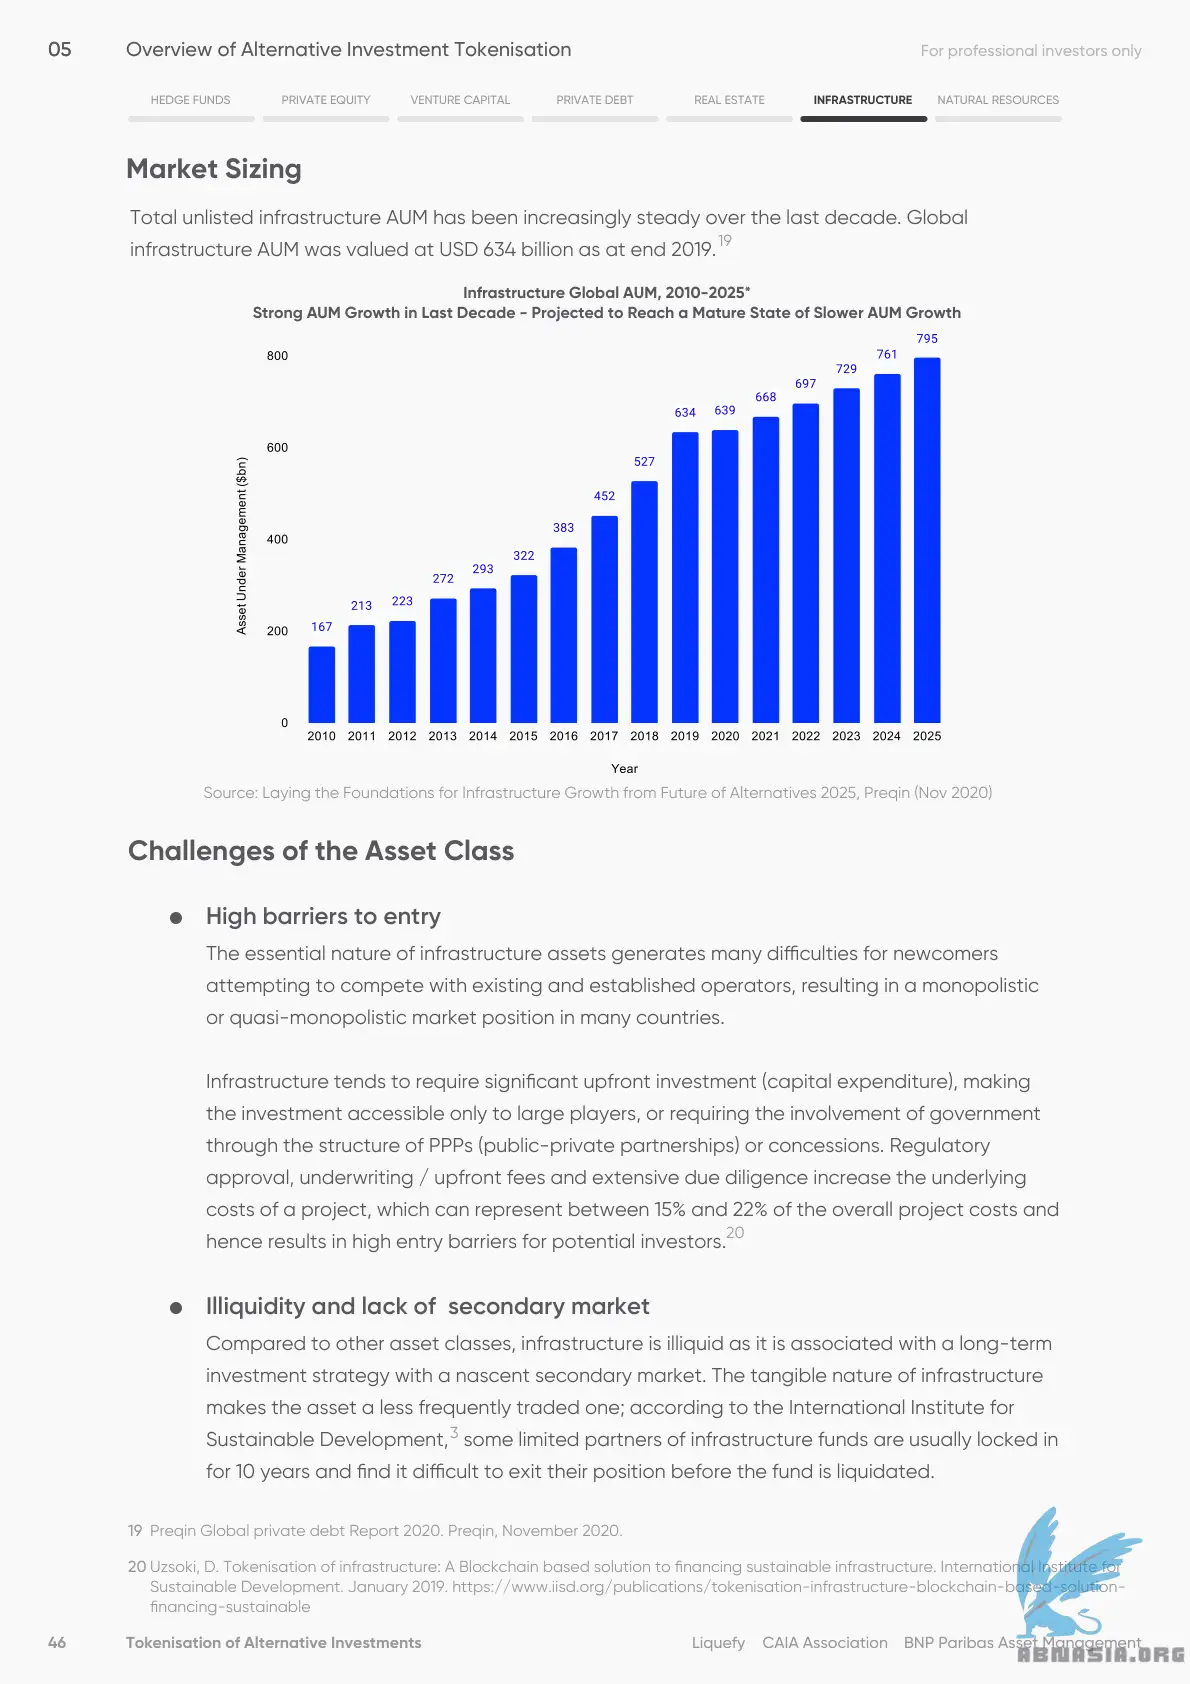 05 Overview of Alternative Investment Tokenisation For professional investors only
HEDGE FUNDS PRIVATE EQUITY VENTURE CAPITAL PRIVATE DEBT REAL ESTATE INFRASTRUCTURE NATURAL RESOURCES
Market Sizing
Total unlisted infrastructure AUM has been increasingly steady over the last decade. Global
infrastructure AUM was valued at USD 634 billion as at end 2019. 19
Infrastructure Global AUM, 2010-2025*
Strong AUM Growth in Last Decade - Projected to Reach a Mature State of Slower AUM Growth
Asset Under Management ($bn)
800
600
400
200
0
167 213 223 272 293 322 383 452 527 634 639 668 697 729 761 795
2010 2011 2012 2013 2014 2015 2016 2017 2018 2019 2020 2021 2022 2023 2024 2025
Year
Source: Laying the Foundations for Infrastructure Growth from Future of Alternatives 2025, Preqin (Nov 2020)
Challenges of the Asset Class
● High barriers to entry
The essential nature of infrastructure assets generates many difficulties for newcomers
attempting to compete with existing and established operators, resulting in a monopolistic
or quasi-monopolistic market position in many countries.
Infrastructure tends to require significant upfront investment (capital expenditure), making
the investment accessible only to large players, or requiring the involvement of government
through the structure of PPPs (public-private partnerships) or concessions. Regulatory
approval, underwriting / upfront fees and extensive due diligence increase the underlying
costs of a project, which can represent between 15% and 22% of the overall project costs and
hence results in high entry barriers for potential investors.20
● Illiquidity and lack of secondary market
Compared to other asset classes, infrastructure is illiquid as it is associated with a long-term
investment strategy with a nascent secondary market. The tangible nature of infrastructure
makes the asset a less frequently traded one; according to the International Institute for
Sustainable Development,3 some limited partners of infrastructure funds are usually locked in
for 10 years and find it difficult to exit their position before the fund is liquidated.
19 Preqin Global private debt Report 2020. Preqin, November 2020.
20 Uzsoki, D. Tokenisation of infrastructure: A Blockchain based solution to financing sustainable infrastructure. International Institute for
Sustainable Development. January 2019. https://www.iisd.org/publications/tokenisation-infrastructure-blockchain-based-solution-
financing-sustainable
46 Tokenisation of Alternative Investments Liquefy CAIA Association BNP Paribas Asset Management
ABMASIA.ORG